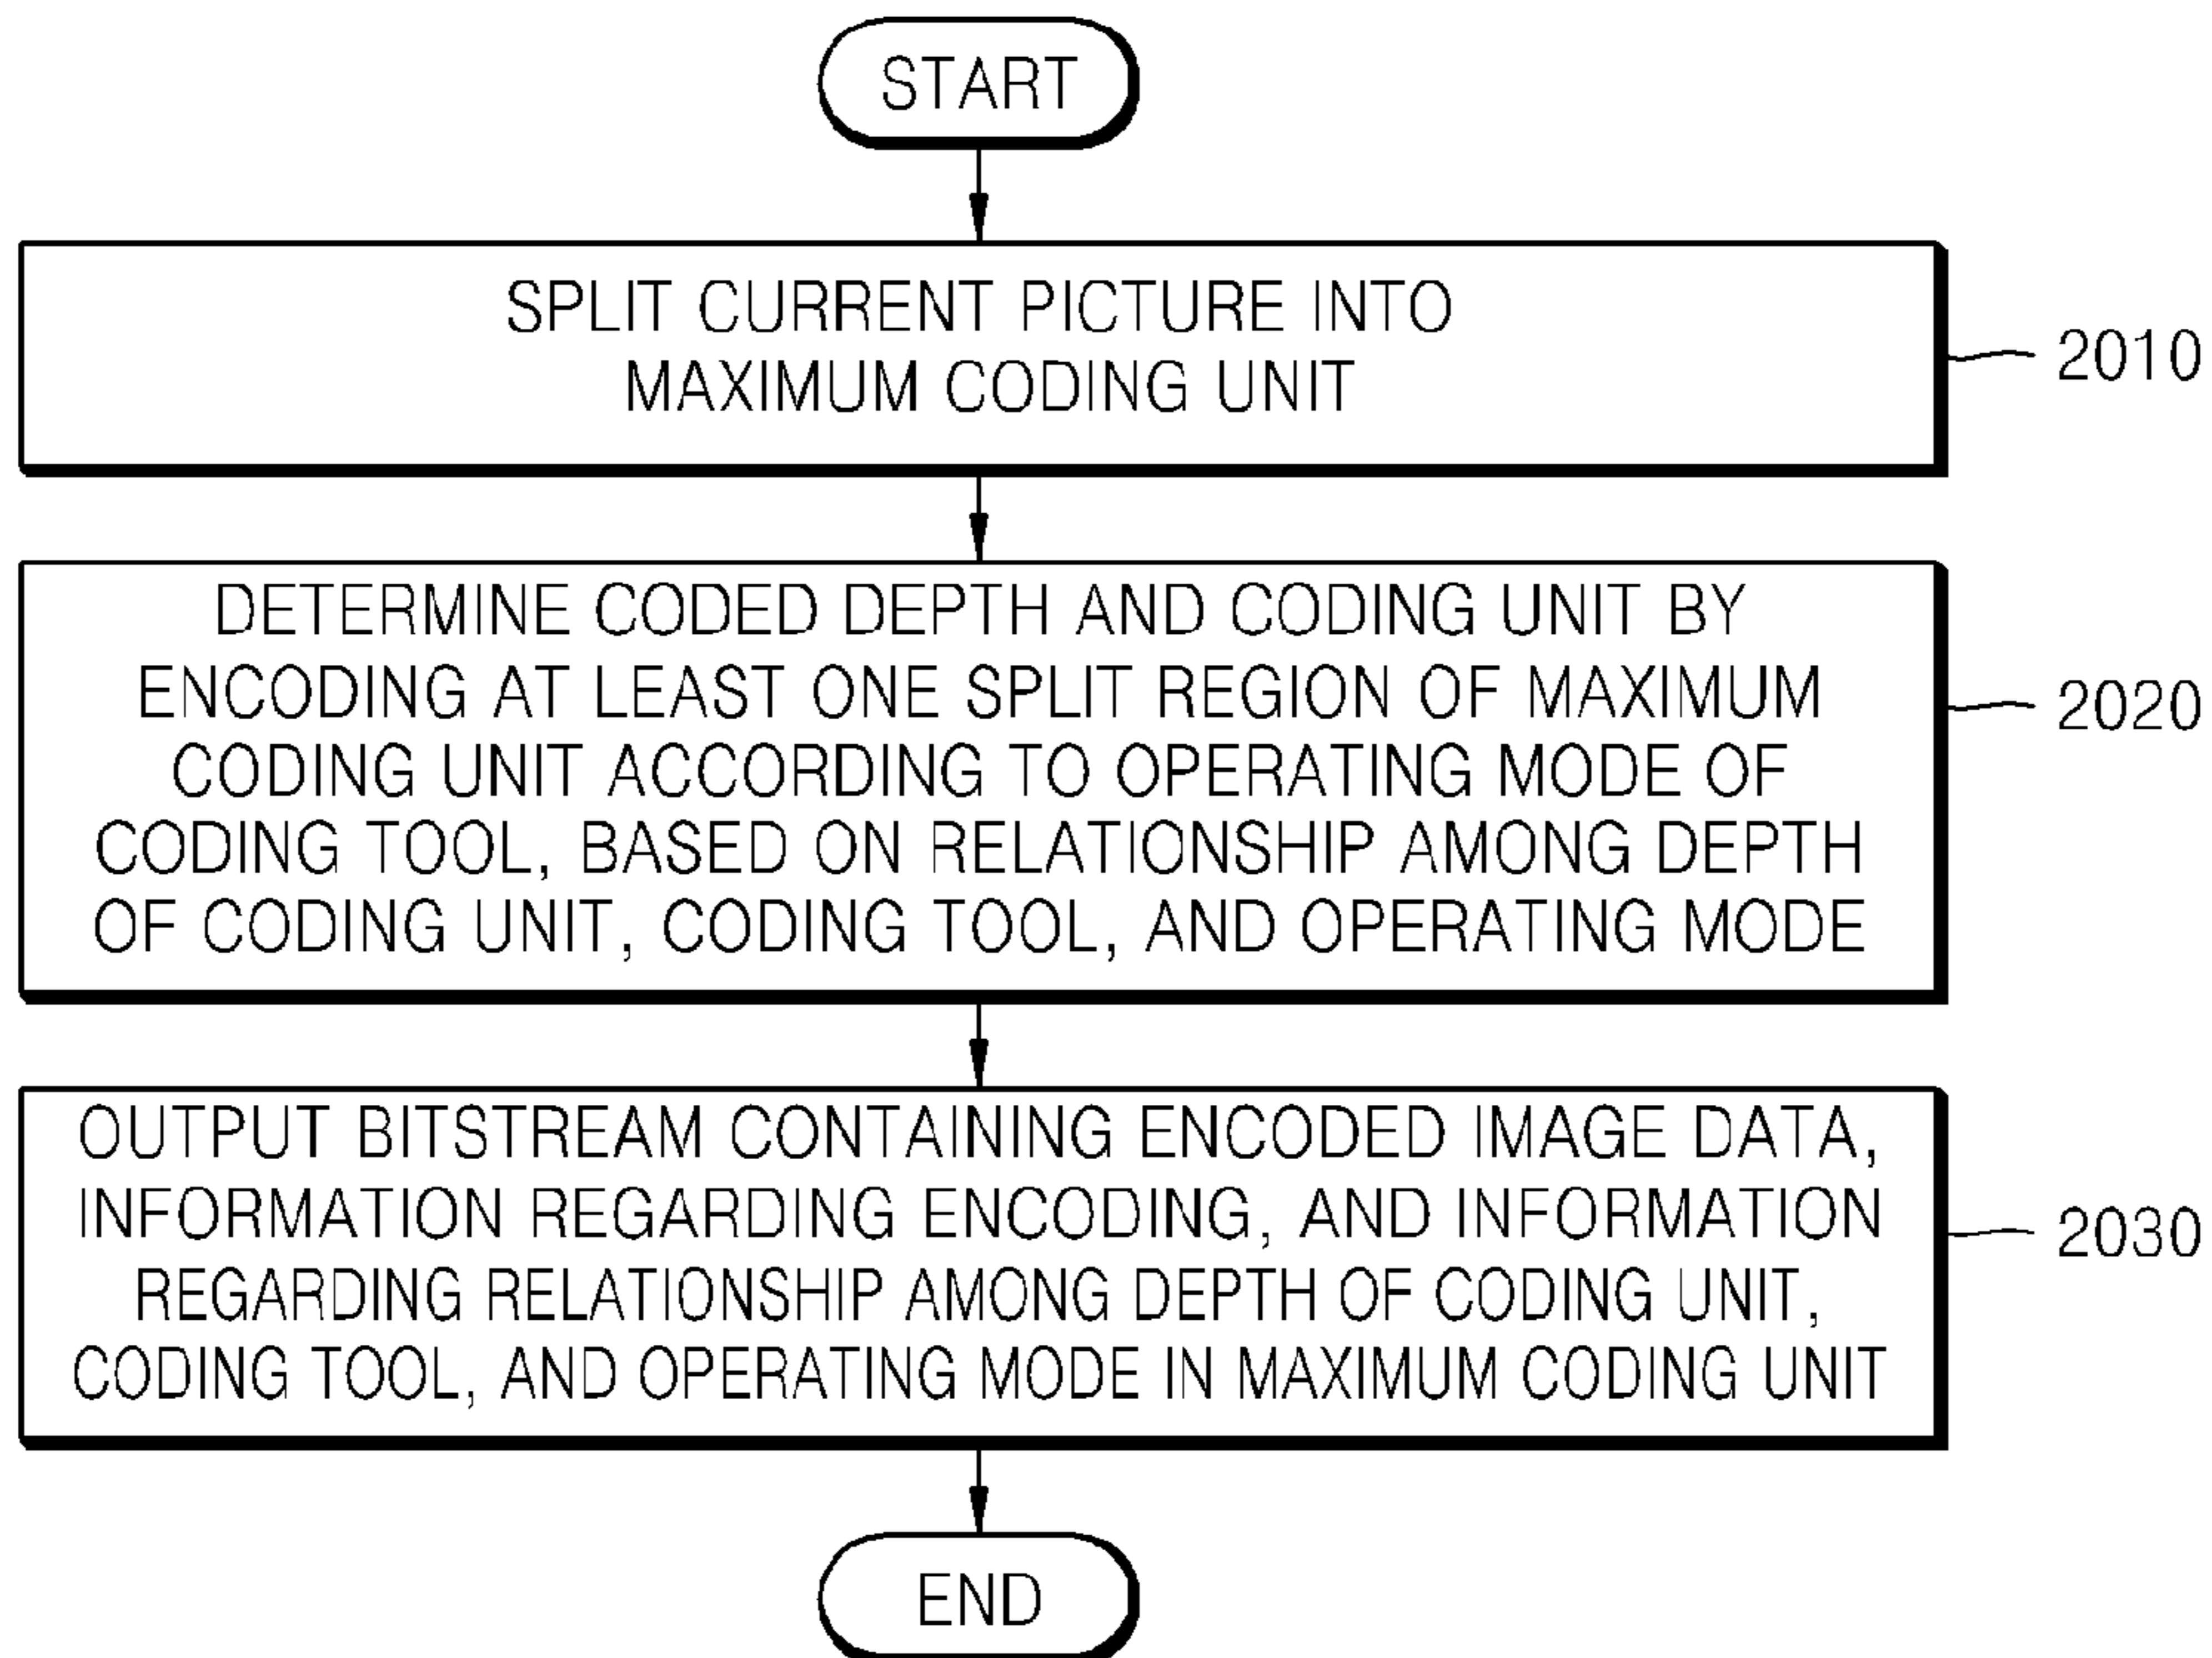 START
SPLIT CURRENT PICTURE INTO
MAXIMUM CODING UNIT
2010
DETERMINE CODED DEPTH AND CODING UNIT BY
ENCODING AT LEAST ONE SPLIT REGION OF MAXIMUM
CODING UNIT ACCORDING TO OPERATING MODE OF
CODING TOOL, BASED ON RELATIONSHIP AMONG DEPTH
OF CODING UNIT, CODING TOOL, AND OPERATING MODE
2020
OUTPUT BITSTREAM CONTAINING ENCODED IMAGE DATA,
INFORMATION REGARDING ENCODING, AND INFORMATION
REGARDING RELATIONSHIP AMONG DEPTH OF CODING UNIT,
CODING TOOL, AND OPERATING MODE IN MAXIMUM CODING UNIT
2030
END